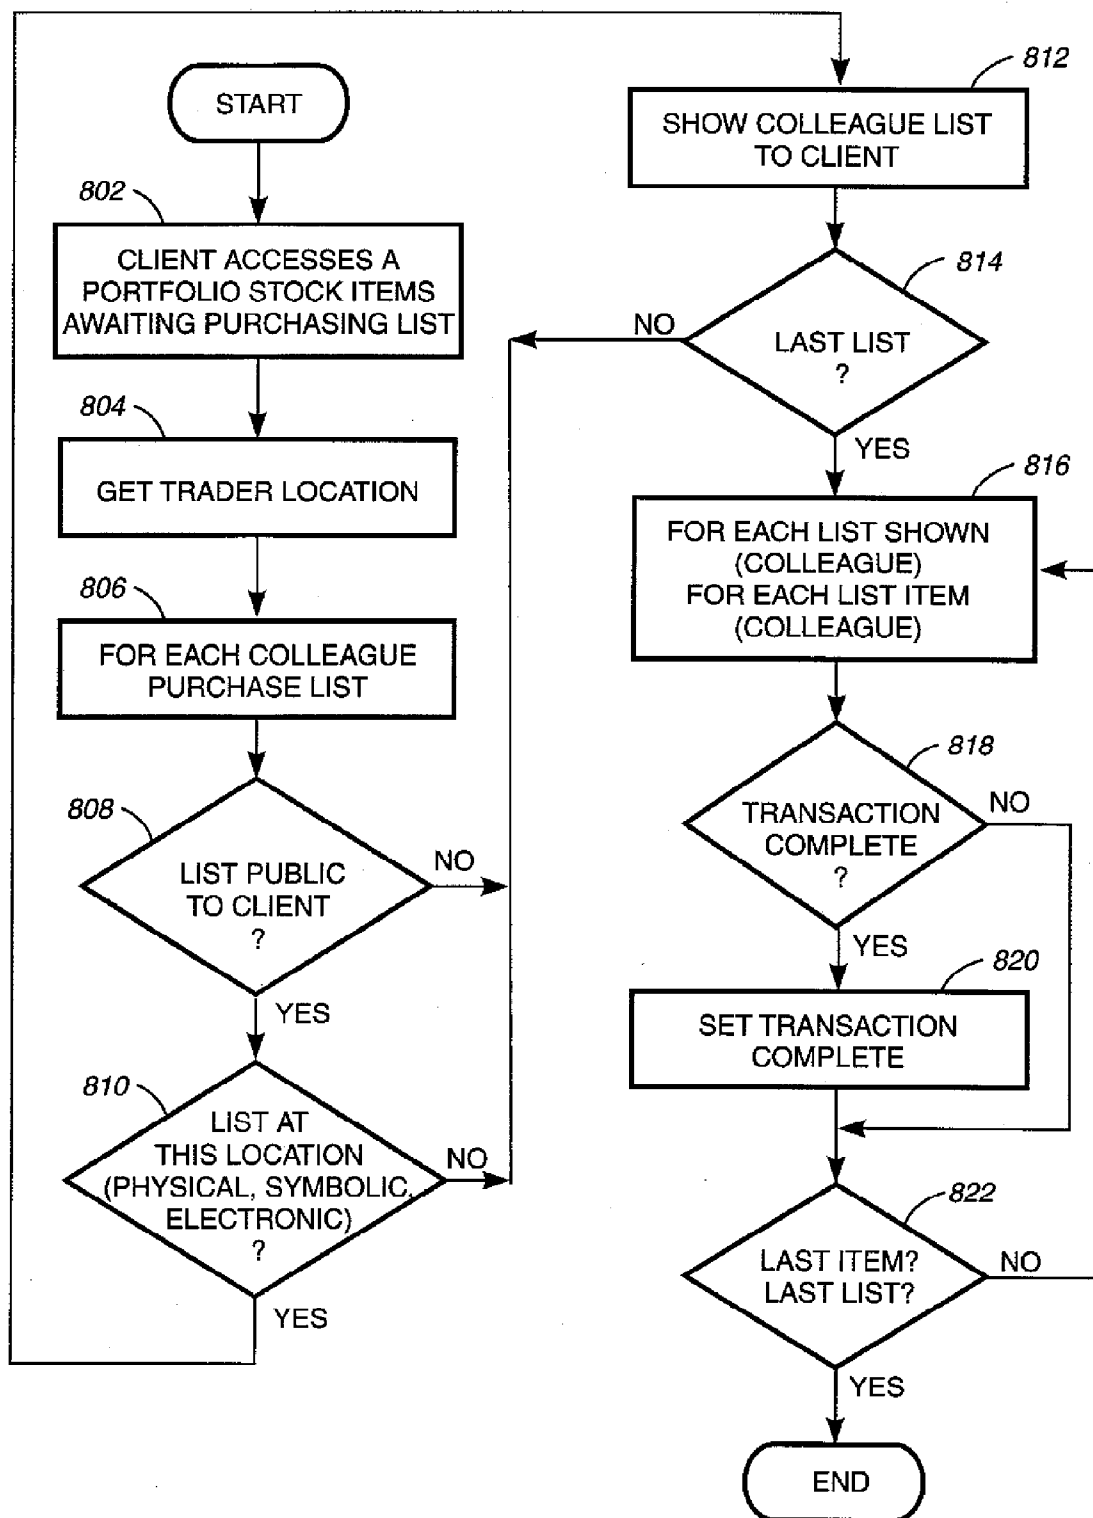 START
802
CLIENT ACCESSES A
PORTFOLIO STOCK ITEMS
AWAITING PURCHASING LIST
804
GET TRADER LOCATION
806
FOR EACH COLLEAGUE
PURCHASE LIST
808
LIST PUBLIC
TO CLIENT
?
NO
YES
810
LIST AT
THIS LOCATION
(PHYSICAL, SYMBOLIC,
ELECTRONIC)
?
NO
YES
812
SHOW COLLEAGUE LIST
TO CLIENT
814
LAST LIST
?
NO
YES
816
FOR EACH LIST SHOWN
(COLLEAGUE)
FOR EACH LIST ITEM
(COLLEAGUE)
818
TRANSACTION
COMPLETE
?
NO
YES
820
SET TRANSACTION
COMPLETE
822
LAST ITEM?
LAST LIST?
NO
YES
END